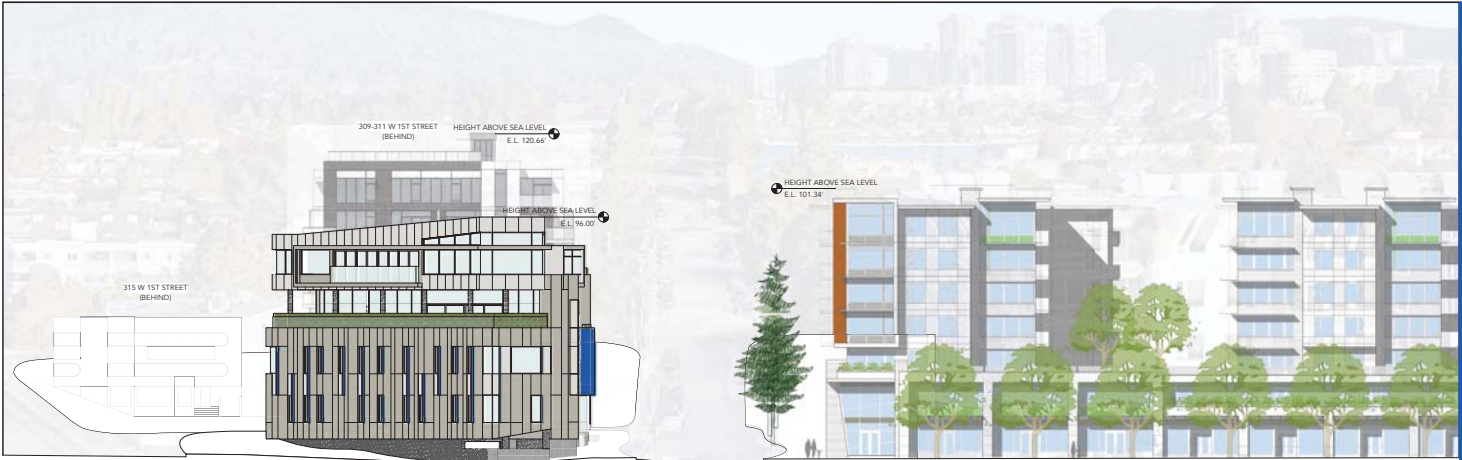 309-311 W 1ST STREET
(BEHIND)
HEIGHT ABOVE SEA LEVEL
E.L. 120.66'
HEIGHT ABOVE SEA LEVEL
E.L. 96.00'
HEIGHT ABOVE SEA LEVEL
E.L. 101.34'
315 W 1ST STREET
(BEHIND)